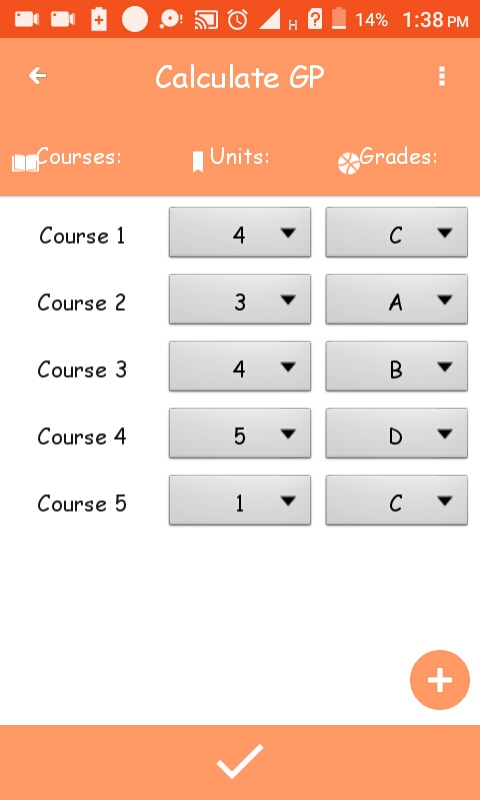 H 14% 1:38 PM
Calculate GP
Courses: Units: Grades:
Course 1 4 C
Course 2 3 A
Course 3 4 B
Course 4 5 D
Course 5 1 C